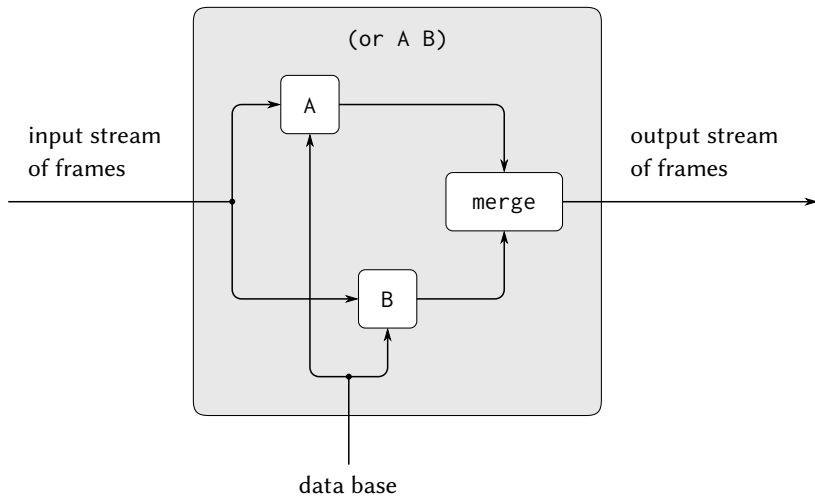 (or A B)
A
input stream
of frames
output stream
of frames
merge
B
data base